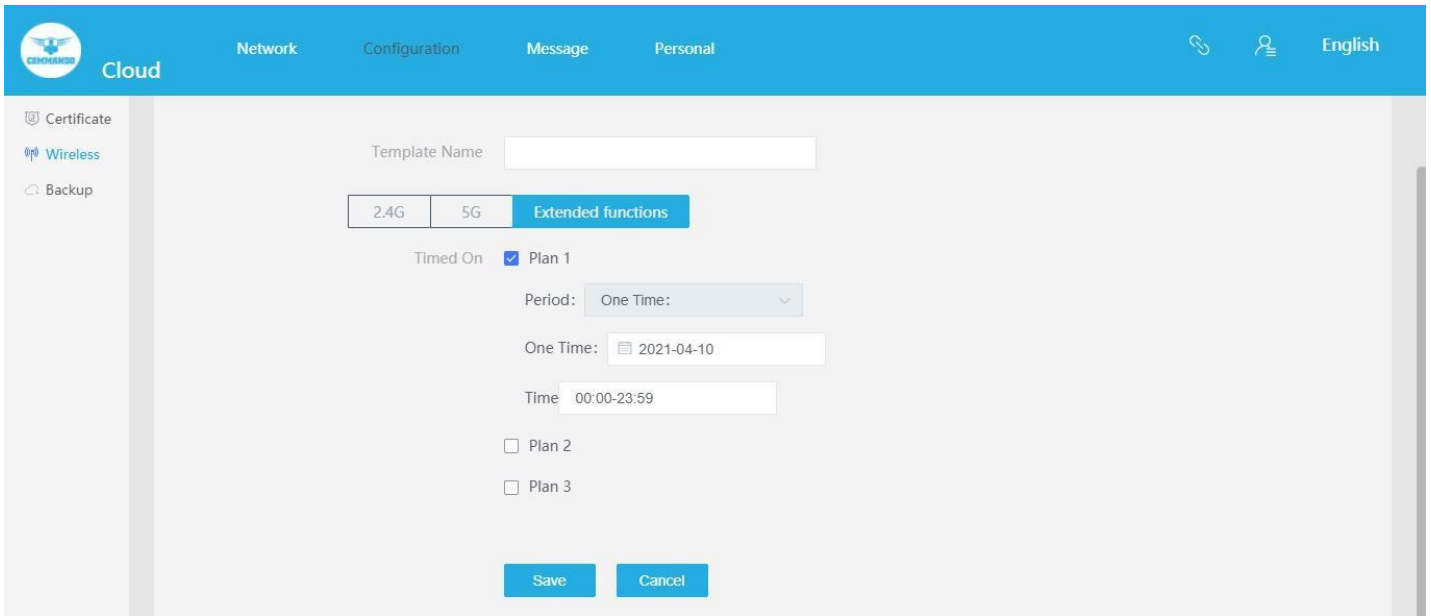 COMMANDO
Cloud
Network Configuration Message Personal English
Certificate
Wireless
Backup
Template Name
2.4G 5G Extended functions
Timed On Plan 1
Period: One Time:
One Time: 2021-04-10
Time 00:00-23:59
Plan 2
Plan 3
Save Cancel